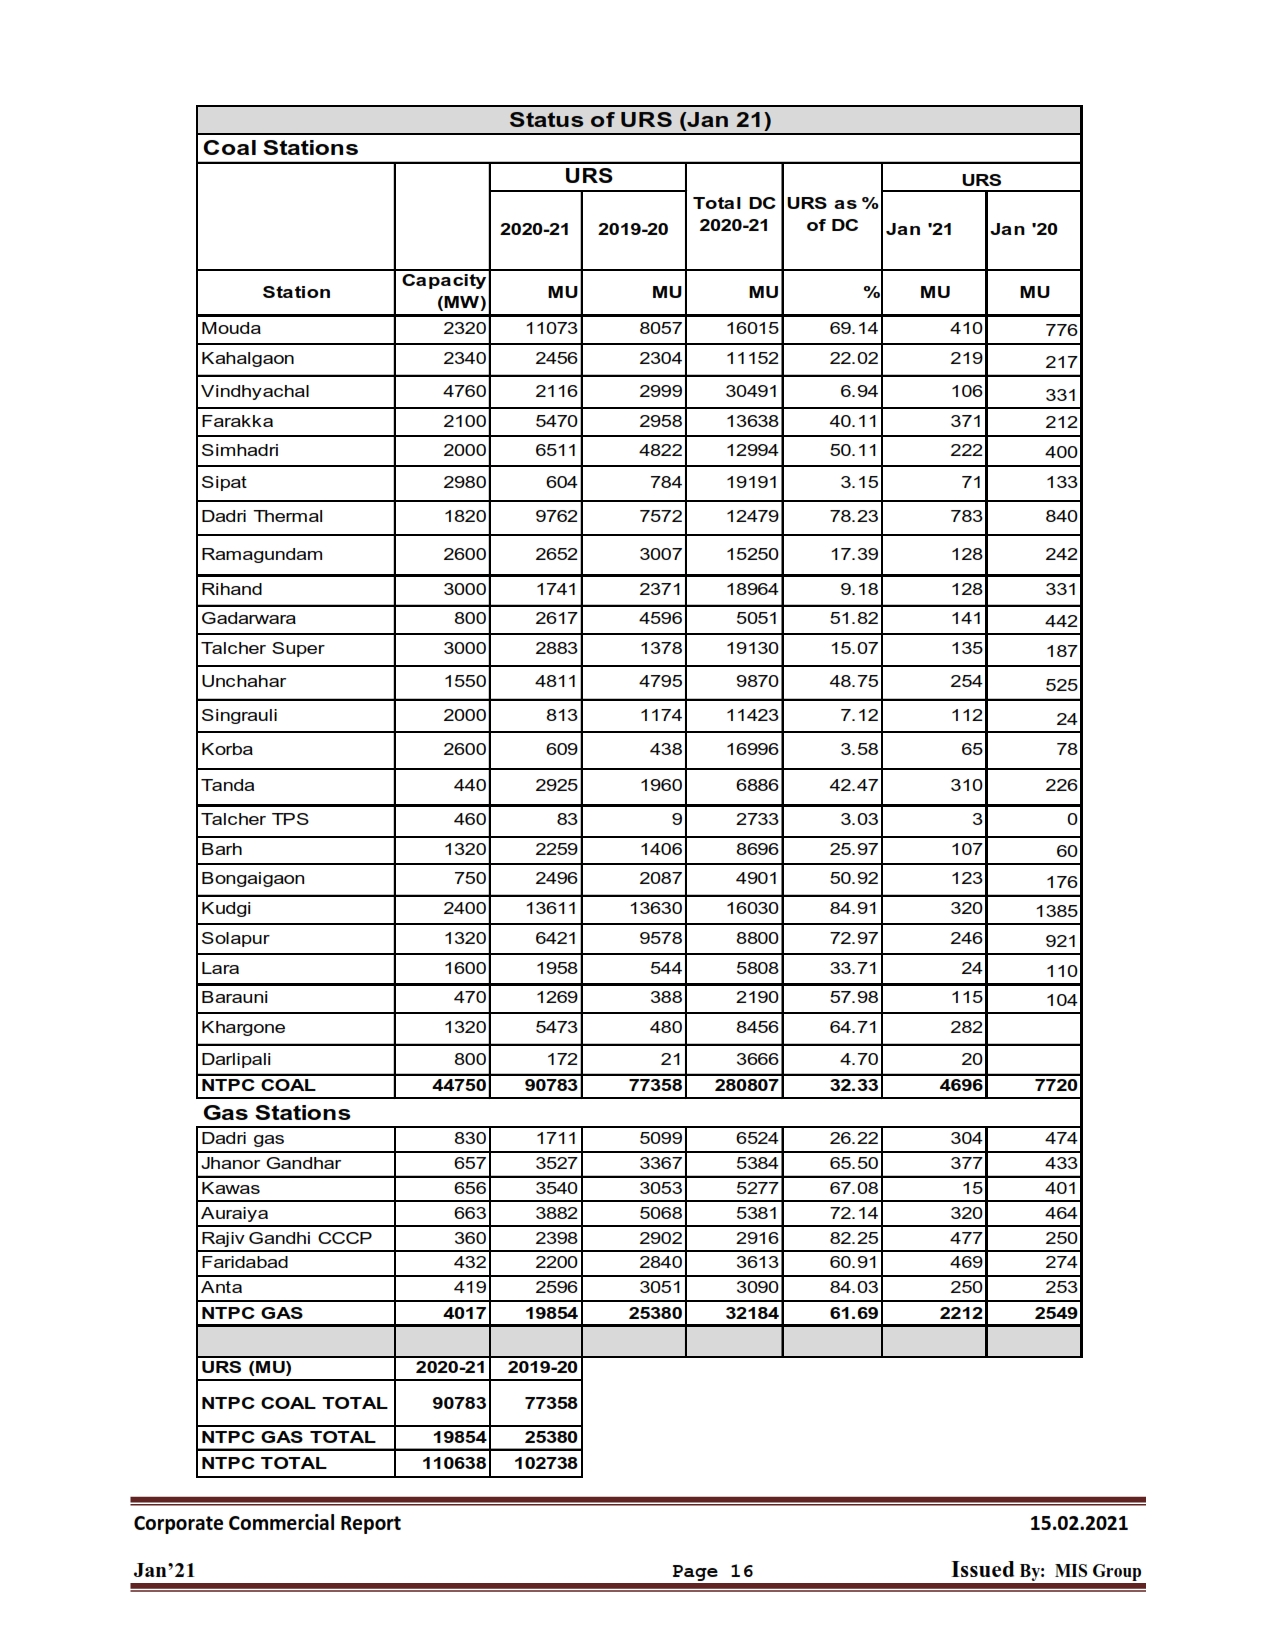 Status of URS (Jan 21)
Coal Stations
URS URS
Total DC URS as %
2020-21 of DC
2020-21 2019-20 Jan '21 Jan '20
Station Capacity (MW) MU MU MU % MU MU
Mouda 2320 11073 8057 16015 69.14 410 776
Kahalgaon 2340 2456 2304 11152 22.02 219 217
Vindhyachal 4760 2116 2999 30491 6.94 106 331
Farakka 2100 5470 2958 13638 40.11 371 212
Simhadri 2000 6511 4822 12994 50.11 222 400
Sipat 2980 604 784 19191 3.15 71 133
Dadri Thermal 1820 9762 7572 12479 78.23 783 840
Ramagundam 2600 2652 3007 15250 17.39 128 242
Rihand 3000 1741 2371 18964 9.18 128 331
Gadarwara 800 2617 4596 5051 51.82 141 442
Talcher Super 3000 2883 1378 19130 15.07 135 187
Unchahar 1550 4811 4795 9870 48.75 254 525
Singrauli 2000 813 1174 11423 7.12 112 24
Korba 2600 609 438 16996 3.58 65 78
Tanda 440 2925 1960 6886 42.47 310 226
Talcher TPS 460 83 9 2733 3.03 3 0
Barh 1320 2259 1406 8696 25.97 107 60
Bongaigaon 750 2496 2087 4901 50.92 123 176
Kudgi 2400 13611 13630 16030 84.91 320 1385
Solapur 1320 6421 9578 8800 72.97 246 921
Lara 1600 1958 544 5808 33.71 24 110
Barauni 470 1269 388 2190 57.98 115 104
Khargone 1320 5473 480 8456 64.71 282
Darlipali 800 172 21 3666 4.70 20
NTPC COAL 44750 90783 77358 280807 32.33 4696 7720
Gas Stations
Dadri gas 830 1711 5099 6524 26.22 304 474
Jhanor Gandhar 657 3527 3367 5384 65.50 377 433
Kawas 656 3540 3053 5277 67.08 15 401
Auraiya 663 3882 5068 5381 72.14 320 464
Rajiv Gandhi CCCP 360 2398 2902 2916 82.25 477 250
Faridabad 432 2200 2840 3613 60.91 469 274
Anta 419 2596 3051 3090 84.03 250 253
NTPC GAS 4017 19854 25380 32184 61.69 2212 2549
URS (MU) 2020-21 2019-20
NTPC COAL TOTAL 90783 77358
NTPC GAS TOTAL 19854 25380
NTPC TOTAL 110638 102738
Corporate Commercial Report 15.02.2021
Jan’21 Page 16 Issued By: MIS Group